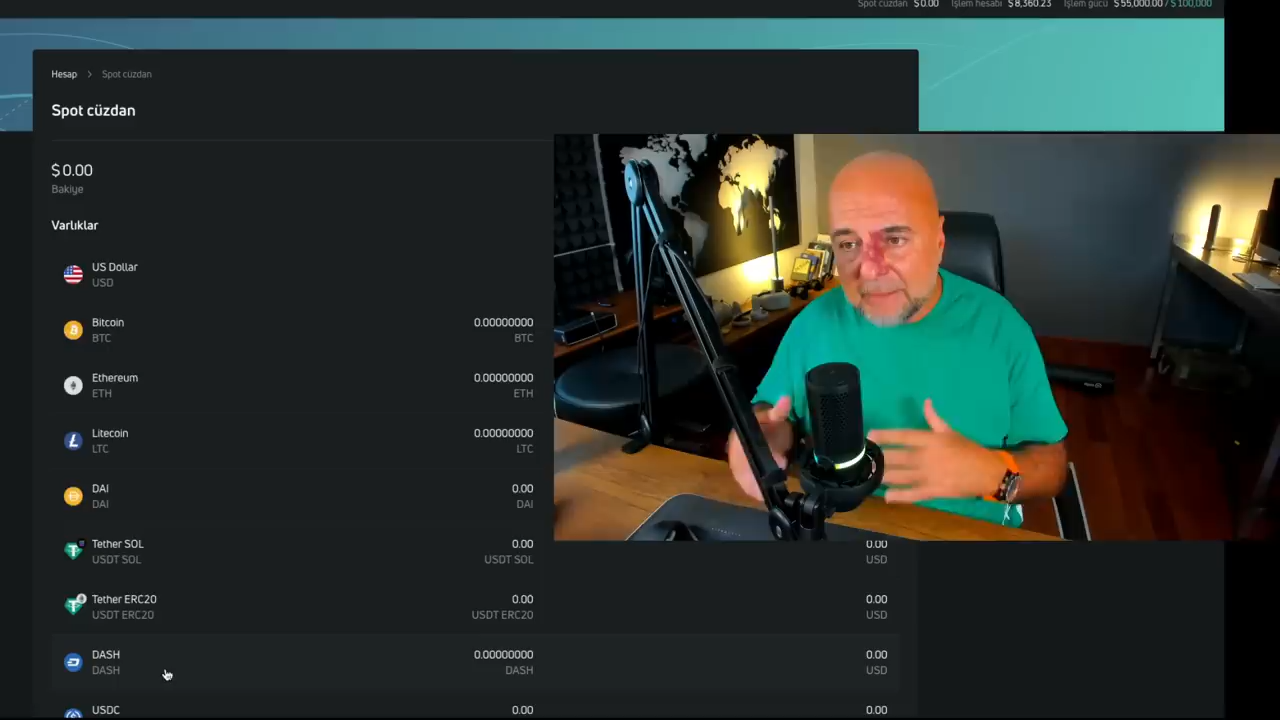 Spot cüzdan $ 0.00 İşlem hesabı $ 8,360.23 İşlem gücü $ 55,000.00 / $ 100,000
Hesap > Spot cüzdan
Spot cüzdan
$ 0.00
Bakiye
Varlıklar
US Dollar
USD
Bitcoin 0.00000000
BTC BTC
Ethereum 0.00000000
ETH ETH
Litecoin 0.00000000
LTC LTC
DAI 0.00
DAI DAI
Tether SOL 0.00 0.00
USDT SOL USDT SOL USD
Tether ERC20 0.00 0.00
USDT ERC20 USDT ERC20 USD
DASH 0.00000000 0.00
DASH DASH USD
USDC 0.00 0.00